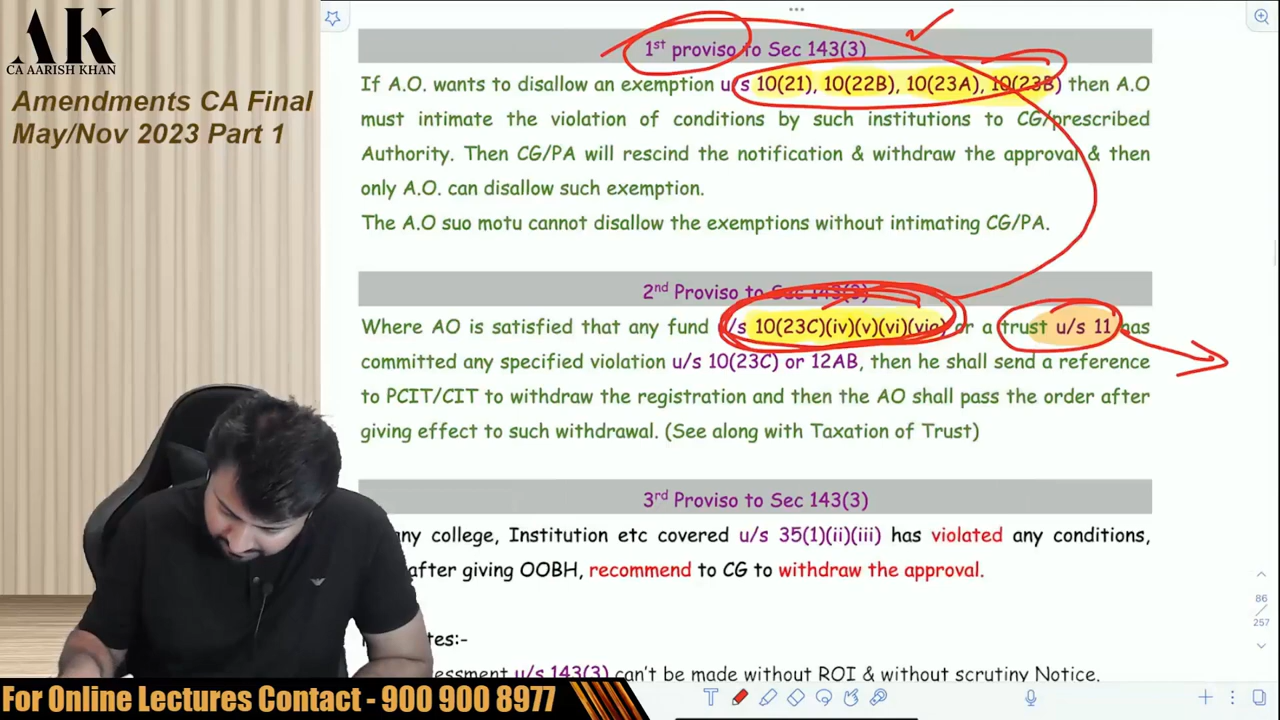 AK
CA AARISH KHAN
Amendments CA Final
May/Nov 2023 Part 1
1st proviso to Sec 143(3)
If A.O. wants to disallow an exemption u/s 10(21), 10(22B), 10(23A), 10(23B) then A.O
must intimate the violation of conditions by such institutions to CG/prescribed
Authority. Then CG/PA will rescind the notification & withdraw the approval & then
only A.O. can disallow such exemption.
The A.O suo motu cannot disallow the exemptions without intimating CG/PA.
2nd Proviso to Sec 143(3)
Where AO is satisfied that any fund u/s 10(23C)(iv)(v)(vi)(via) or a trust u/s 11 has
committed any specified violation u/s 10(23C) or 12AB, then he shall send a reference
to PCIT/CIT to withdraw the registration and then the AO shall pass the order after
giving effect to such withdrawal. (See along with Taxation of Trust)
3rd Proviso to Sec 143(3)
any college, Institution etc covered u/s 35(1)(ii)(iii) has violated any conditions,
after giving OOBH, recommend to CG to withdraw the approval.
tes:-
essment u/s 143(3) can't be made without ROI & without scrutiny Notice.
86
/
257
For Online Lectures Contact - 900 900 8977